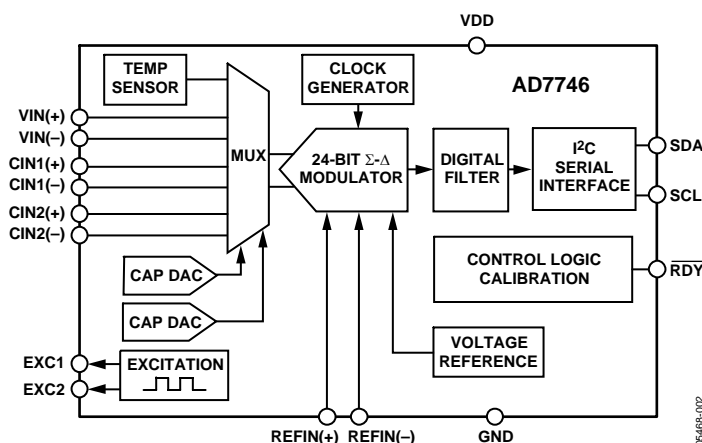 VDD
TEMP
SENSOR
CLOCK
GENERATOR
AD7746
VIN(+)
VIN(–)
CIN1(+)
CIN1(–)
CIN2(+)
CIN2(–)
MUX
24-BIT Σ-Δ
MODULATOR
DIGITAL
FILTER
I²C
SERIAL
INTERFACE
SDA
SCL
CAP DAC
CAP DAC
CONTROL LOGIC
CALIBRATION
RDY
EXC1
EXC2
EXCITATION
VOLTAGE
REFERENCE
REFIN(+)
REFIN(–)
GND
05468-002